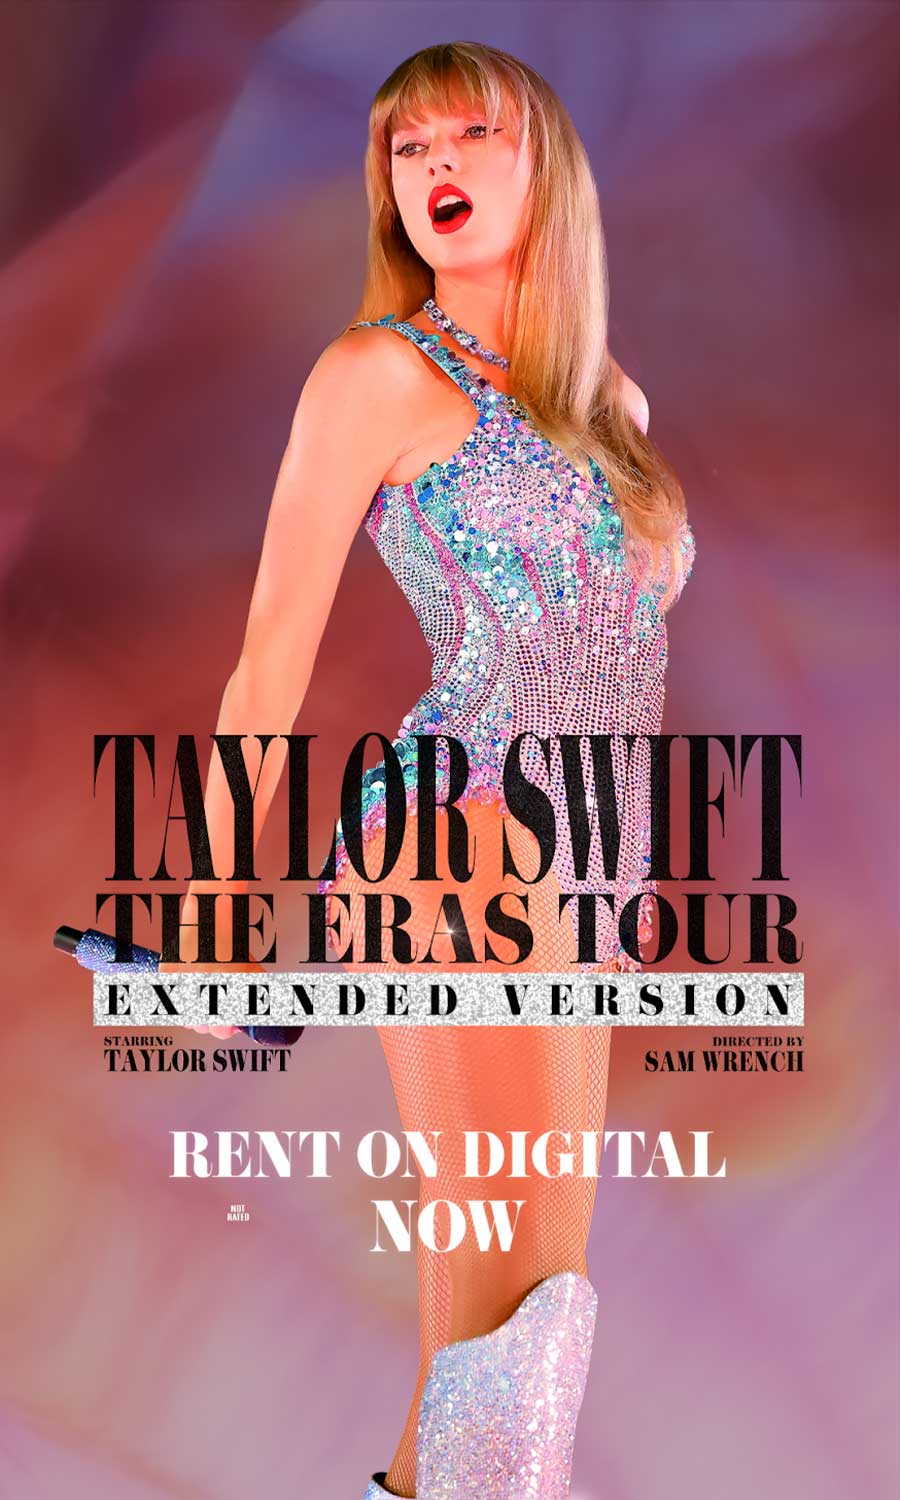 TAYLOR SWIFT
THE ERAS TOUR
EXTENDED VERSION
STARRING
TAYLOR SWIFT
DIRECTED BY
SAM WRENCH
RENT ON DIGITAL
NOW
NOT
RATED